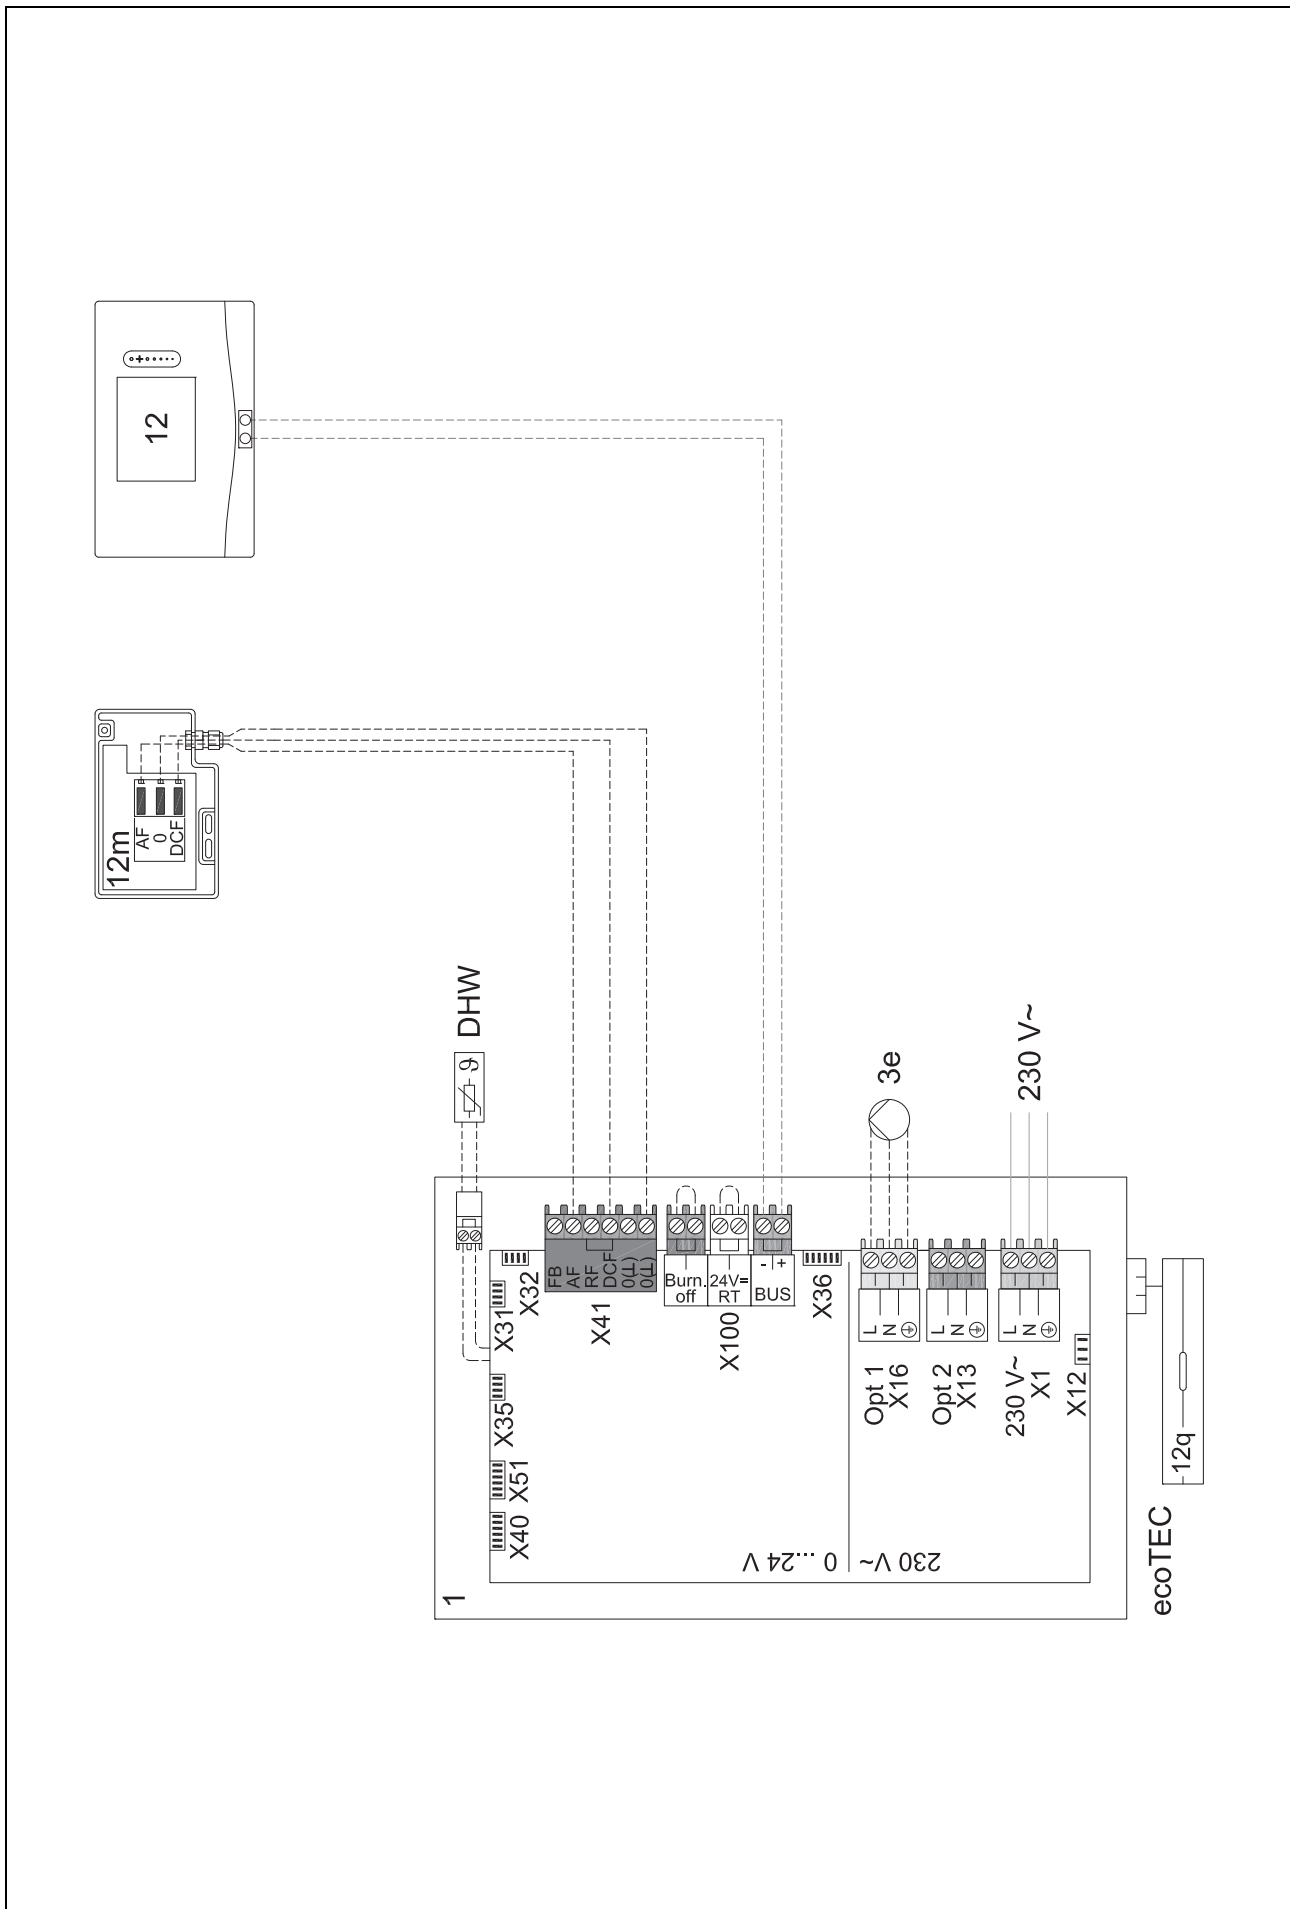 12
12m
AF
0
DCF
DHW
3e
230 V~
1
X40
X51
X35
X31
X32
FB
AF
RF
DCF
0(⊥)
0(⊥)
X41
Burn.
off
24V=
RT
X100
- +
BUS
X36
L
N
Opt 1
X16
L
N
Opt 2
X13
L
N
230 V~
X1
X12
0 ...24 V
230 V~
12q
ecoTEC